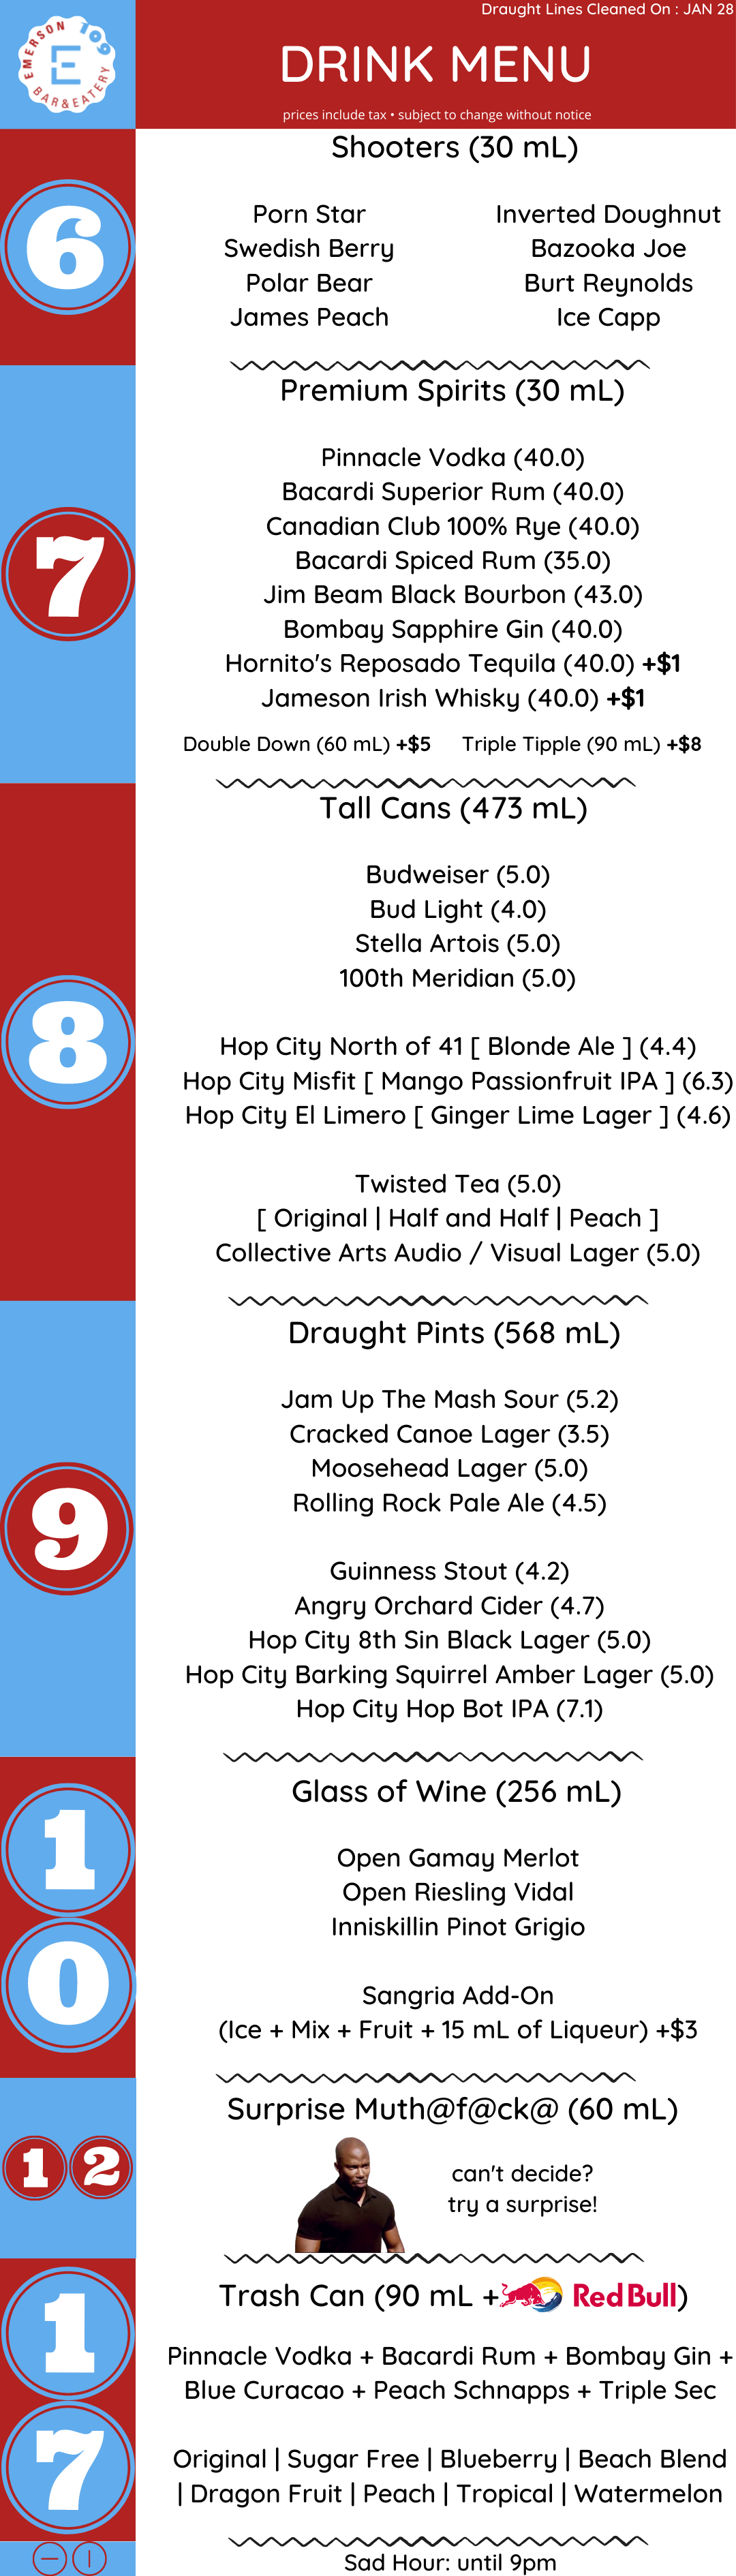 Draught Lines Cleaned On : JAN 28
EMERSON 109
E
BAR & EATERY
DRINK MENU
prices include tax • subject to change without notice
6
Shooters (30 mL)
Porn Star
Inverted Doughnut
Swedish Berry
Bazooka Joe
Polar Bear
Burt Reynolds
James Peach
Ice Capp
7
Premium Spirits (30 mL)
Pinnacle Vodka (40.0)
Bacardi Superior Rum (40.0)
Canadian Club 100% Rye (40.0)
Bacardi Spiced Rum (35.0)
Jim Beam Black Bourbon (43.0)
Bombay Sapphire Gin (40.0)
Hornito's Reposado Tequila (40.0) +$1
Jameson Irish Whisky (40.0) +$1
Double Down (60 mL) +$5 Triple Tipple (90 mL) +$8
8
Tall Cans (473 mL)
Budweiser (5.0)
Bud Light (4.0)
Stella Artois (5.0)
100th Meridian (5.0)
Hop City North of 41 [ Blonde Ale ] (4.4)
Hop City Misfit [ Mango Passionfruit IPA ] (6.3)
Hop City El Limero [ Ginger Lime Lager ] (4.6)
Twisted Tea (5.0)
[ Original | Half and Half | Peach ]
Collective Arts Audio / Visual Lager (5.0)
9
Draught Pints (568 mL)
Jam Up The Mash Sour (5.2)
Cracked Canoe Lager (3.5)
Moosehead Lager (5.0)
Rolling Rock Pale Ale (4.5)
Guinness Stout (4.2)
Angry Orchard Cider (4.7)
Hop City 8th Sin Black Lager (5.0)
Hop City Barking Squirrel Amber Lager (5.0)
Hop City Hop Bot IPA (7.1)
1
0
Glass of Wine (256 mL)
Open Gamay Merlot
Open Riesling Vidal
Inniskillin Pinot Grigio
Sangria Add-On
(Ice + Mix + Fruit + 15 mL of Liqueur) +$3
12
Surprise Muth@f@ck@ (60 mL)
can't decide?
try a surprise!
1
7
Trash Can (90 mL + Red Bull)
Pinnacle Vodka + Bacardi Rum + Bombay Gin +
Blue Curacao + Peach Schnapps + Triple Sec
Original | Sugar Free | Blueberry | Beach Blend
| Dragon Fruit | Peach | Tropical | Watermelon
− 1
Sad Hour: until 9pm